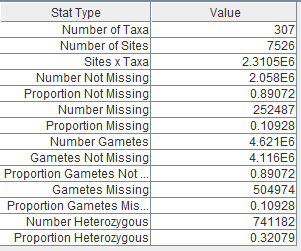 Stat Type Value
Number of Taxa 307
Number of Sites 7526
Sites x Taxa 2.3105E6
Number Not Missing 2.058E6
Proportion Not Missing 0.89072
Number Missing 252487
Proportion Missing 0.10928
Number Gametes 4.621E6
Gametes Not Missing 4.116E6
Proportion Gametes Not ... 0.89072
Gametes Missing 504974
Proportion Gametes Mis... 0.10928
Number Heterozygous 741182
Proportion Heterozygous 0.32079